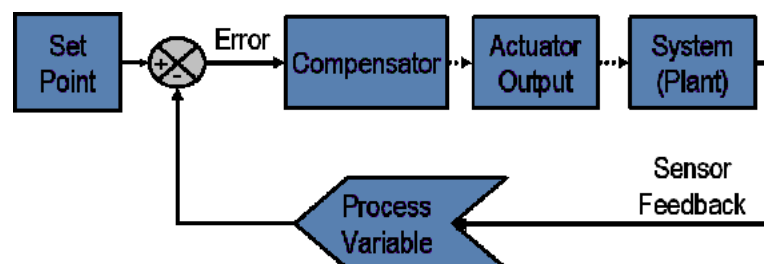 Set
Point
+
-
Error
Compensator
Actuator
Output
System
(Plant)
Sensor
Feedback
Process
Variable